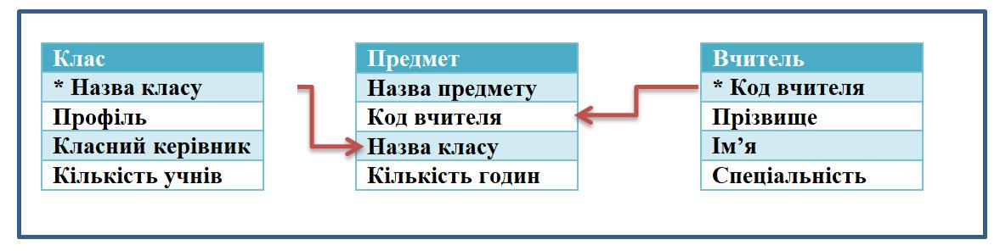 Клас
* Назва класу
Профіль
Класний керівник
Кількість учнів
Предмет
Назва предмету
Код вчителя
Назва класу
Кількість годин
Вчитель
* Код вчителя
Прізвище
Ім’я
Спеціальність